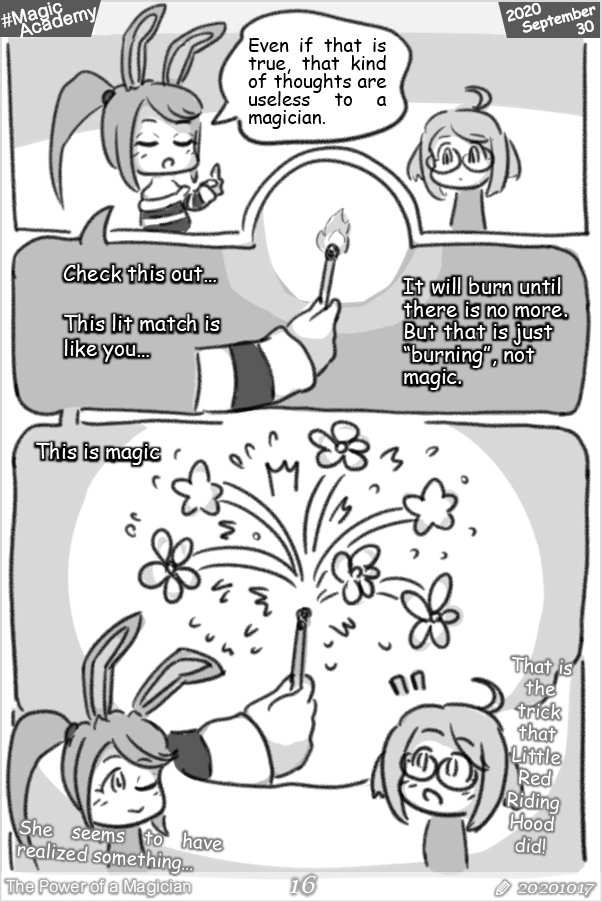 #Magic
Academy
2020
September
30
Even if that is
true, that kind
of thoughts are
useless to a
magician.
Check this out...
This lit match is
like you...
It will burn until
there is no more.
But that is just
“burning”, not
magic.
This is magic
That is
the
trick
that
Little
Red
Riding
Hood
did!
She seems to have
realized something...
The Power of a Magician
16
20201017